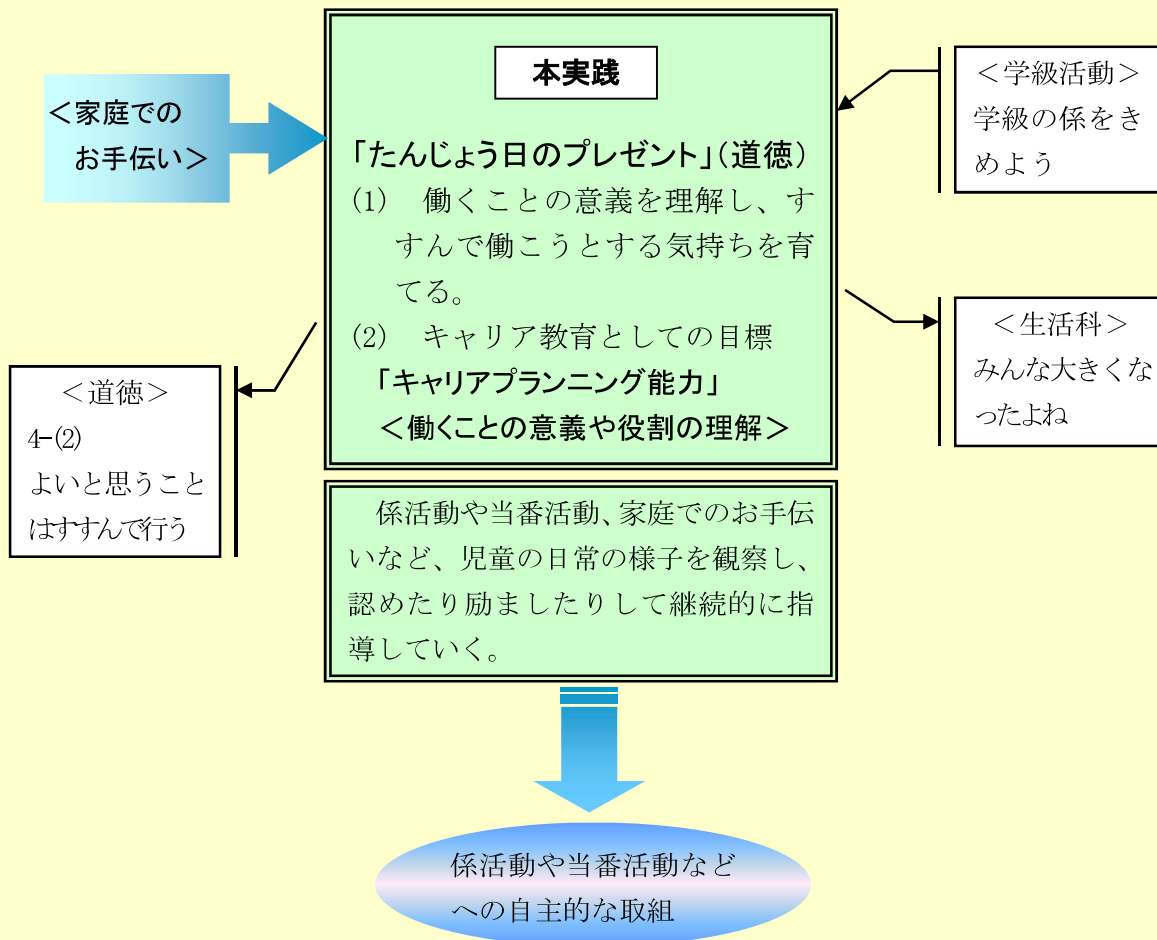 ＜家庭での
お手伝い＞
本実践
「たんじょう日のプレゼント」（道徳）
(1)　働くことの意義を理解し、す
すんで働こうとする気持ちを育
てる。
(2)　キャリア教育としての目標
「キャリアプランニング能力」
＜働くことの意義や役割の理解＞
＜学級活動＞
学級の係をき
めよう
＜生活科＞
みんな大きくな
ったよね
＜道徳＞
4-(2)
よいと思うこと
はすすんで行う
係活動や当番活動、家庭でのお手伝
いなど、児童の日常の様子を観察し、
認めたり励ましたりして継続的に指
導していく。
係活動や当番活動など
への自主的な取組